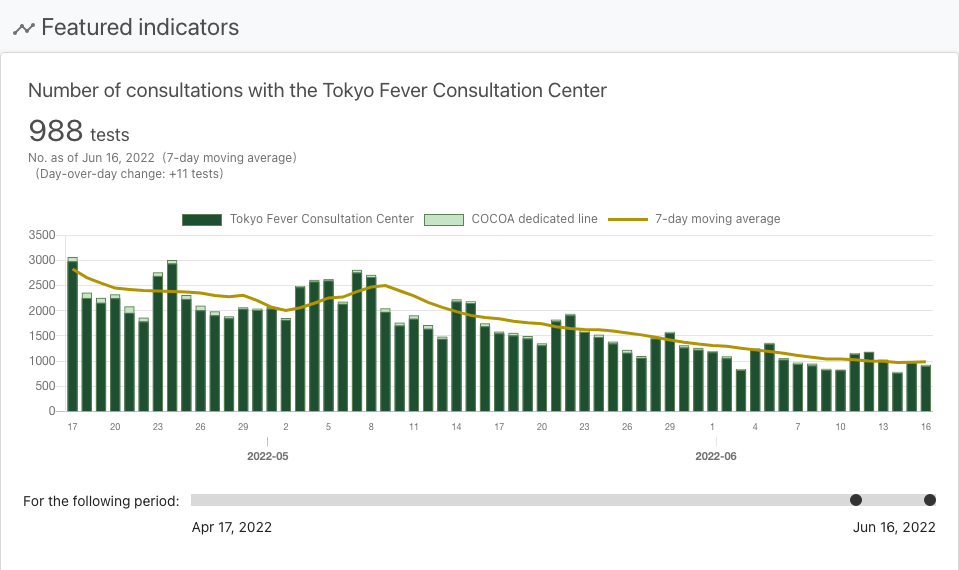 Featured indicators
Number of consultations with the Tokyo Fever Consultation Center
988 tests
No. as of Jun 16, 2022 (7-day moving average)
(Day-over-day change: +11 tests)
Tokyo Fever Consultation Center COCOA dedicated line 7-day moving average
3500
3000
2500
2000
1500
1000
500
0
17 20 23 26 29 2 5 8 11 14 17 20 23 26 29 1 4 7 10 13 16
2022-05 2022-06
For the following period:
Apr 17, 2022 Jun 16, 2022